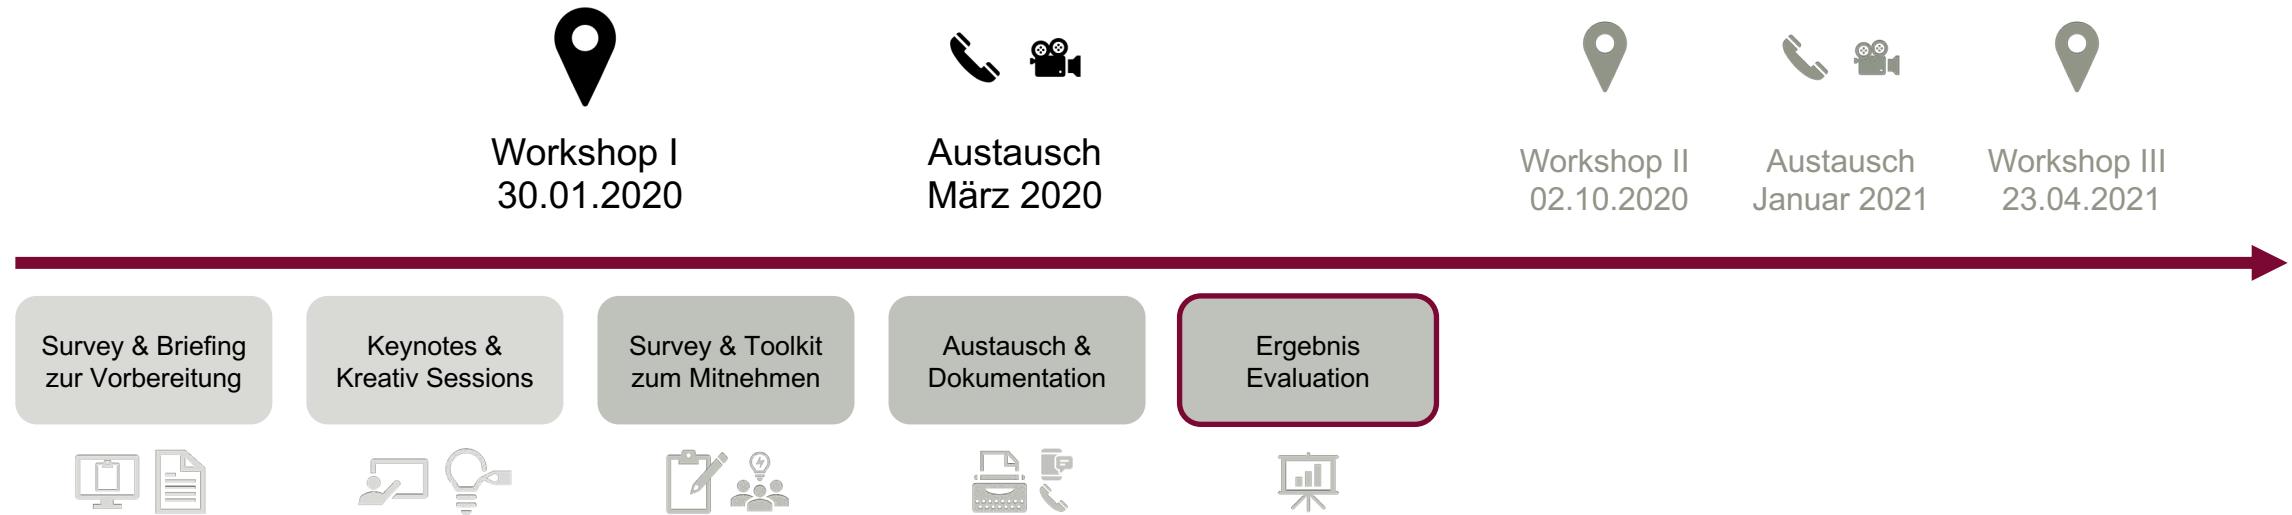 Workshop I
30.01.2020
Austausch
März 2020
Workshop II
02.10.2020
Austausch
Januar 2021
Workshop III
23.04.2021
Survey & Briefing
zur Vorbereitung
Keynotes &
Kreativ Sessions
Survey & Toolkit
zum Mitnehmen
Austausch &
Dokumentation
Ergebnis
Evaluation